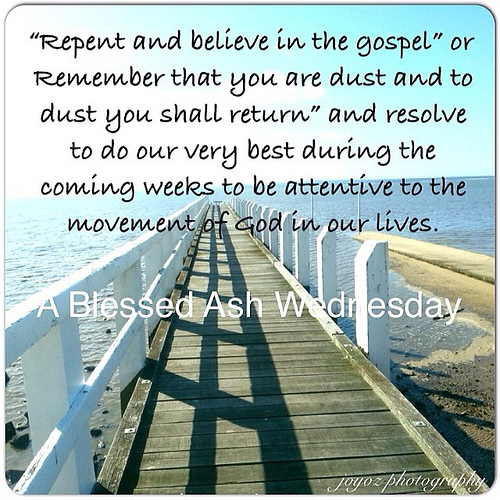 “Repent and believe in the gospel” or
Remember that you are dust and to
dust you shall return” and resolve
to do our very best during the
coming weeks to be attentive to the
movement of God in our lives.
A Blessed Ash Wednesday
joyoz photography